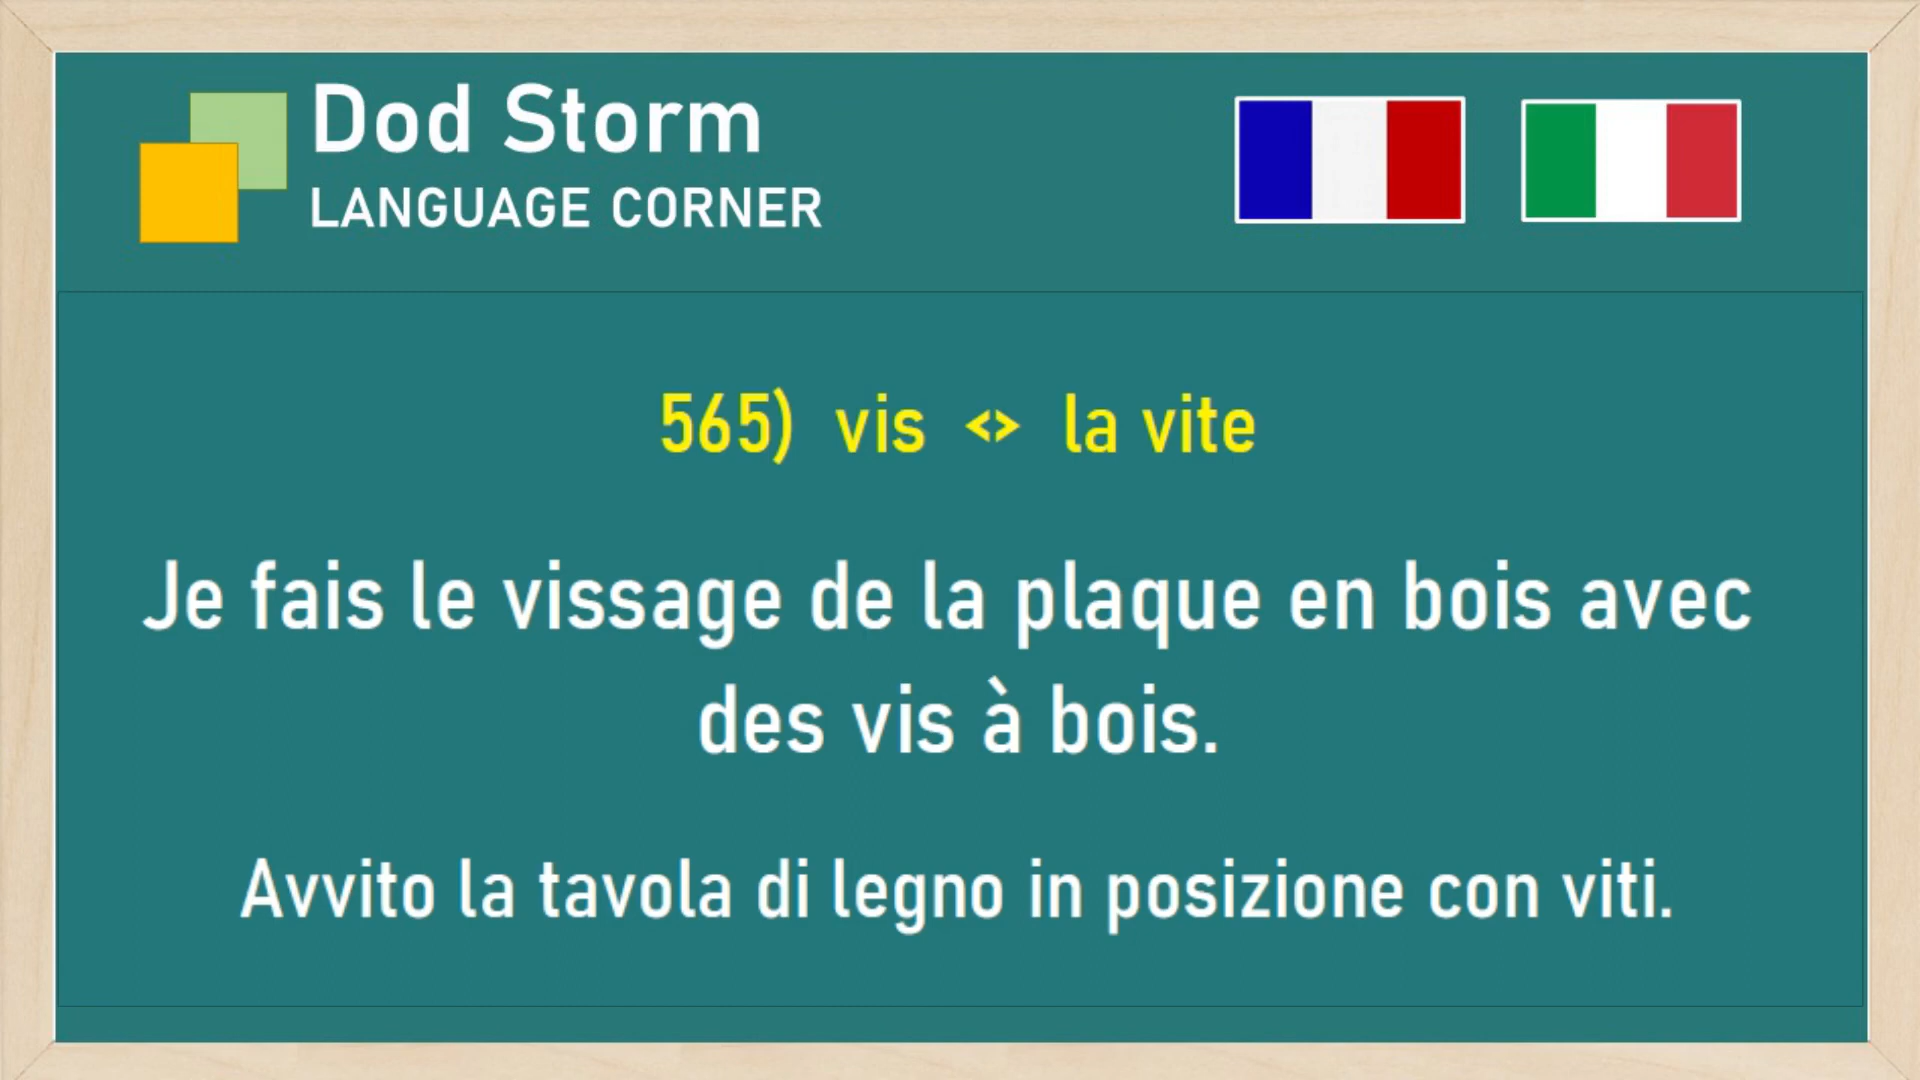 Dod Storm
LANGUAGE CORNER
565) vis <> la vite
Je fais le vissage de la plaque en bois avec
des vis à bois.
Avvito la tavola di legno in posizione con viti.